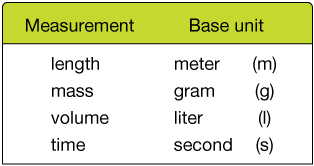 Measurement Base unit
length meter (m)
mass gram (g)
volume liter (l)
time second (s)